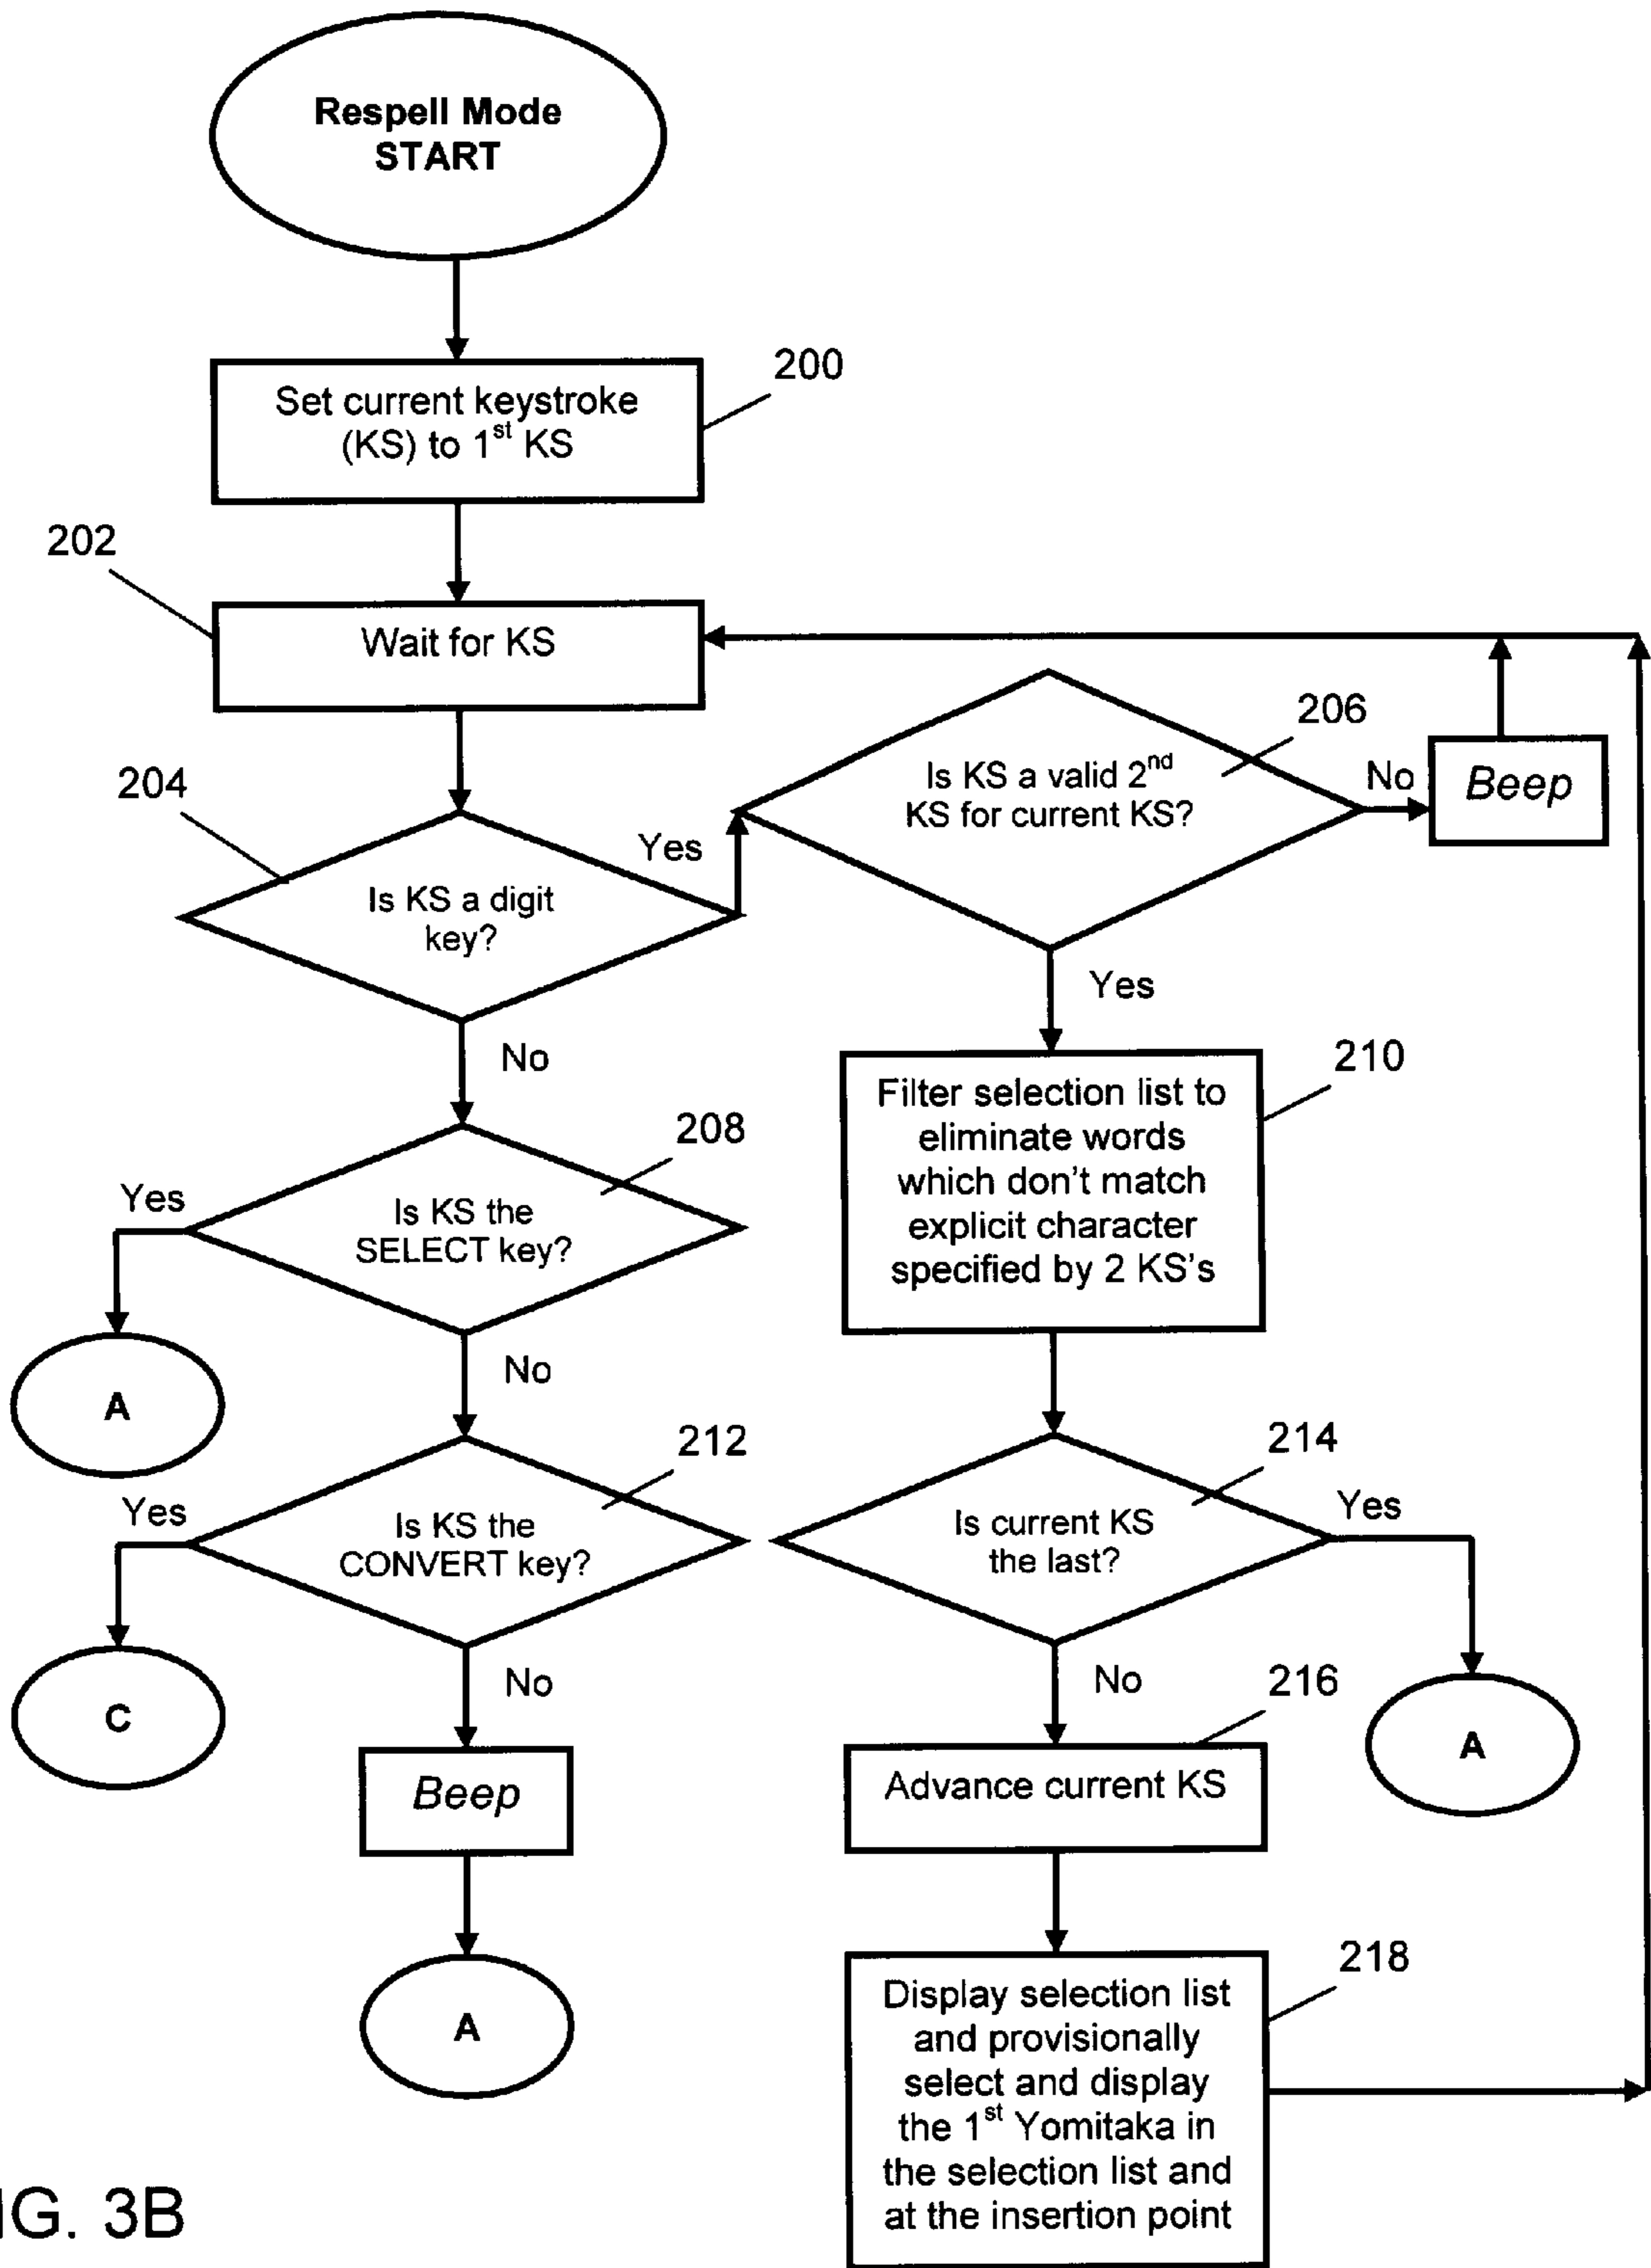 Respell Mode
START
200
Set current keystroke
(KS) to 1st KS
202
Wait for KS
206
Is KS a valid 2nd
KS for current KS?
No
Beep
204
Yes
Is KS a digit
key?
No
Yes
210
Filter selection list to
eliminate words
which don't match
explicit character
specified by 2 KS's
208
Yes
Is KS the
SELECT key?
A
No
212
Yes
Is KS the
CONVERT key?
214
Is current KS
the last?
Yes
C
No
Beep
A
No
216
Advance current KS
A
218
Display selection list
and provisionally
select and display
the 1st Yomitaka in
the selection list and
at the insertion point
IG. 3B